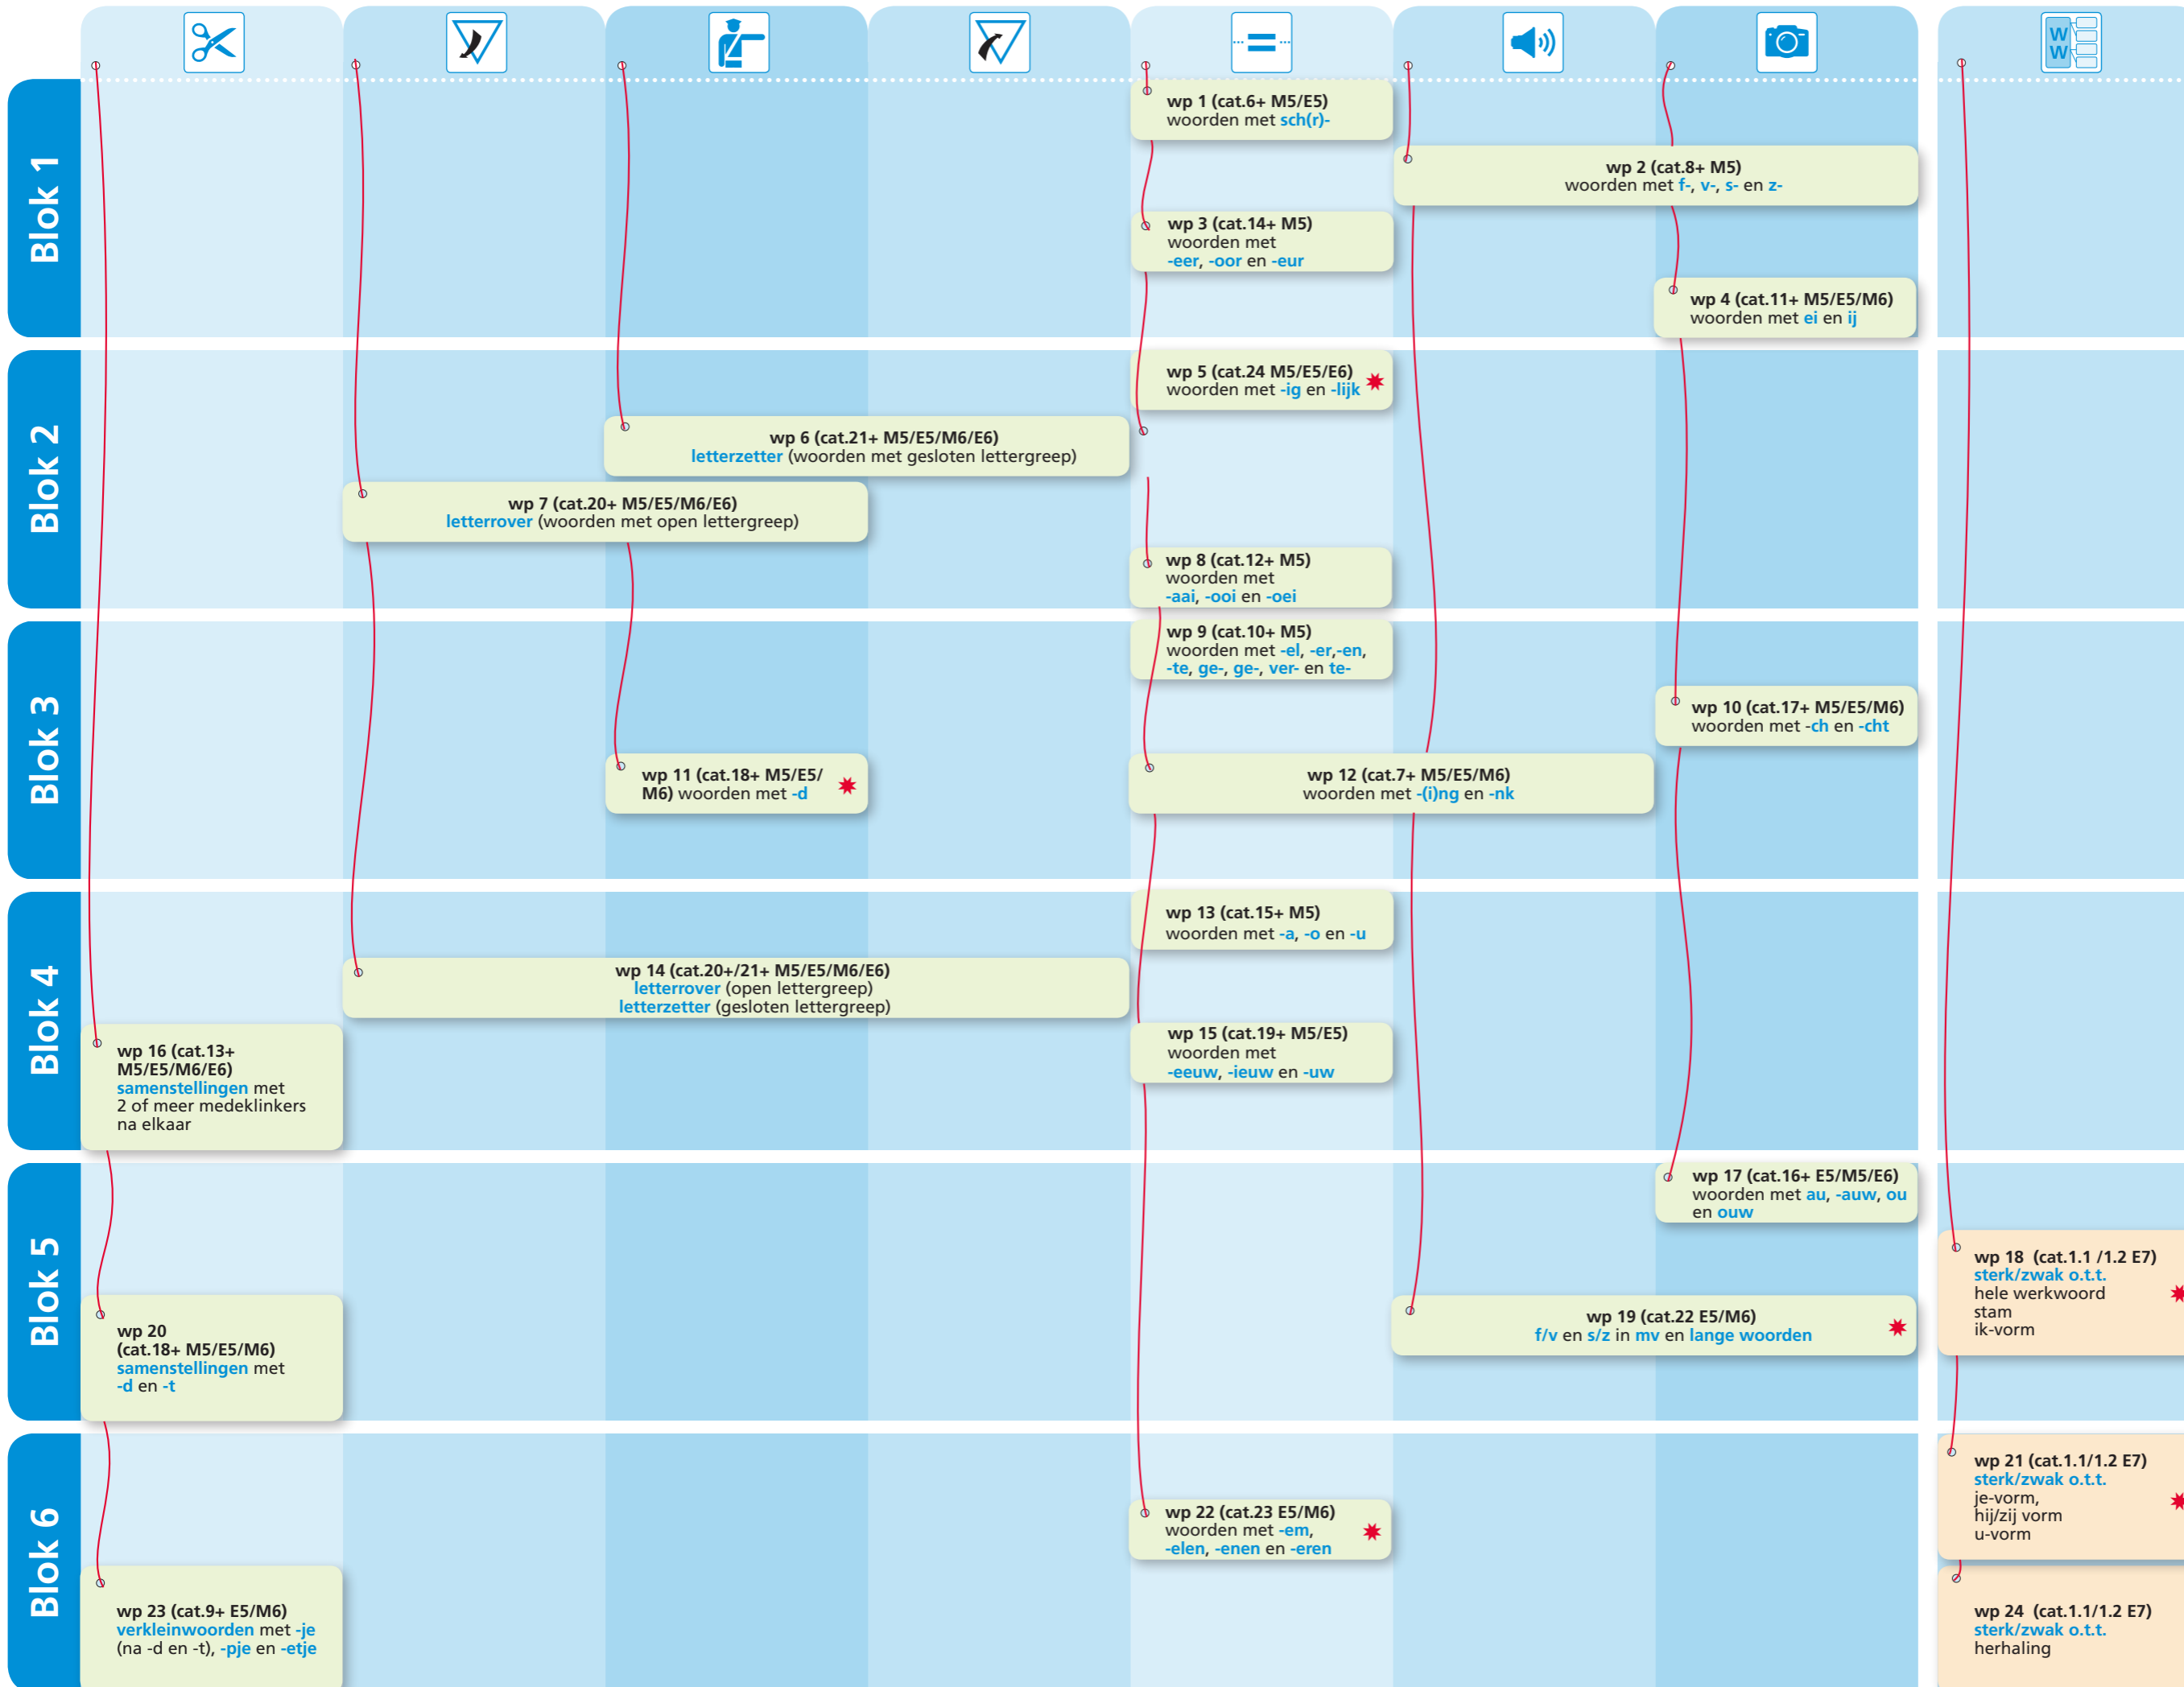 W
W
Blok 1
wp 1 (cat.6+ M5/E5)
woorden met sch(r)-
wp 2 (cat.8+ M5)
woorden met f-, v-, s- en z-
wp 3 (cat.14+ M5)
woorden met
-eer, -oor en -eur
wp 4 (cat.11+ M5/E5/M6)
woorden met ei en ij
Blok 2
wp 5 (cat.24 M5/E5/E6)
woorden met -ig en -lijk
wp 6 (cat.21+ M5/E5/M6/E6)
letterzetter (woorden met gesloten lettergreep)
wp 7 (cat.20+ M5/E5/M6/E6)
letterrover (woorden met open lettergreep)
wp 8 (cat.12+ M5)
woorden met
-aai, -ooi en -oei
Blok 3
wp 9 (cat.10+ M5)
woorden met -el, -er,-en,
-te, ge-, ge-, ver- en te-
wp 10 (cat.17+ M5/E5/M6)
woorden met -ch en -cht
wp 11 (cat.18+ M5/E5/
M6) woorden met -d
wp 12 (cat.7+ M5/E5/M6)
woorden met -(i)ng en -nk
Blok 4
wp 13 (cat.15+ M5)
woorden met -a, -o en -u
wp 14 (cat.20+/21+ M5/E5/M6/E6)
letterrover (open lettergreep)
letterzetter (gesloten lettergreep)
wp 15 (cat.19+ M5/E5)
woorden met
-eeuw, -ieuw en -uw
wp 16 (cat.13+
M5/E5/M6/E6)
samenstellingen met
2 of meer medeklinkers
na elkaar
Blok 5
wp 17 (cat.16+ E5/M5/E6)
woorden met au, -auw, ou
en ouw
wp 18 (cat.1.1 /1.2 E7)
sterk/zwak o.t.t.
hele werkwoord
stam
ik-vorm
wp 19 (cat.22 E5/M6)
f/v en s/z in mv en lange woorden
wp 20
(cat.18+ M5/E5/M6)
samenstellingen met
-d en -t
Blok 6
wp 21 (cat.1.1/1.2 E7)
sterk/zwak o.t.t.
je-vorm,
hij/zij vorm
u-vorm
wp 22 (cat.23 E5/M6)
woorden met -em,
-elen, -enen en -eren
wp 23 (cat.9+ E5/M6)
verkleinwoorden met -je
(na -d en -t), -pje en -etje
wp 24 (cat.1.1/1.2 E7)
sterk/zwak o.t.t.
herhaling